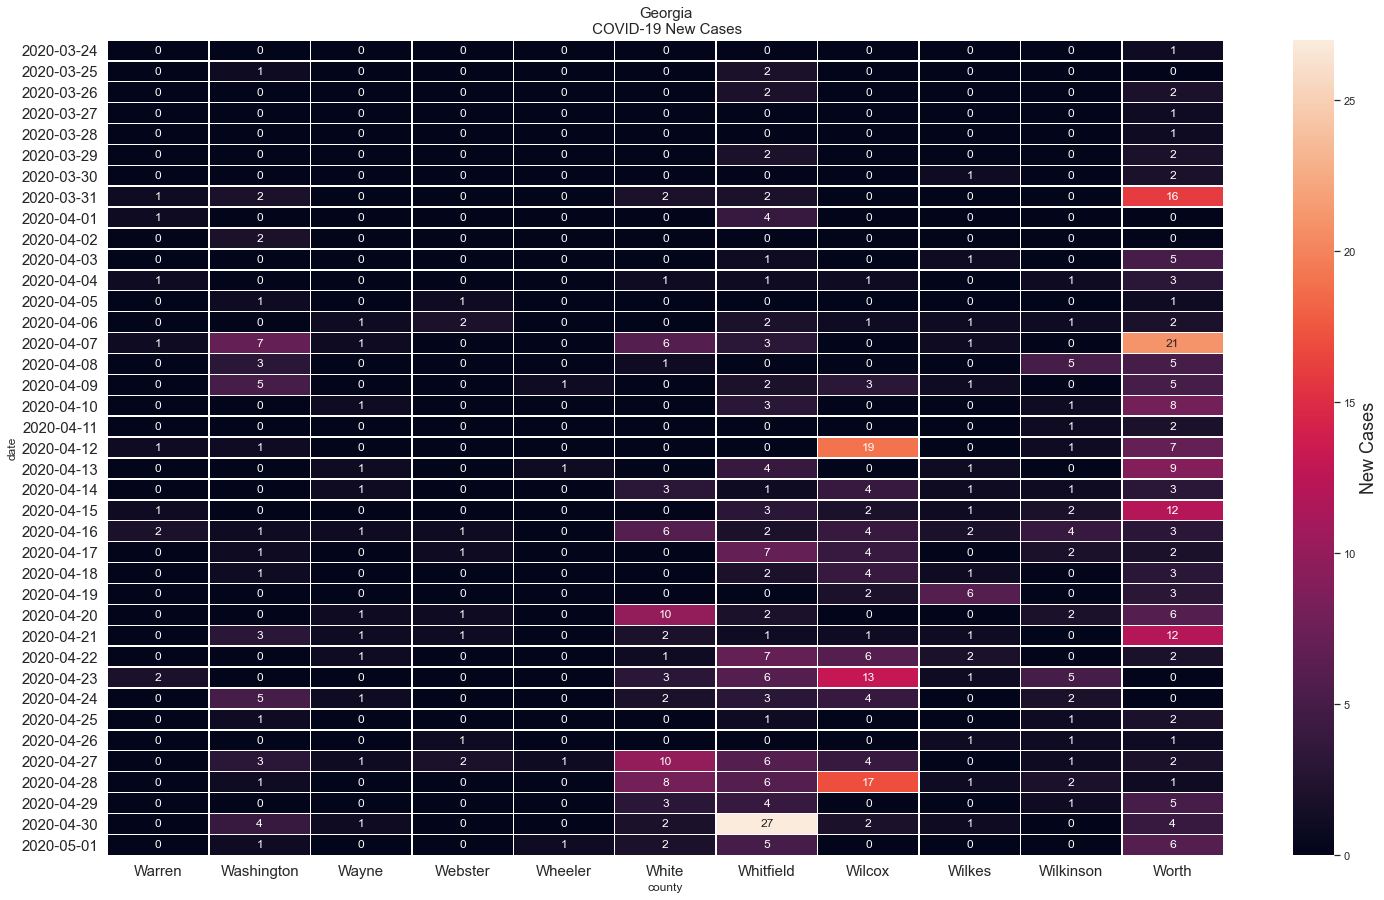 Georgia
COVID-19 New Cases
2020-03-24 0 0 0 0 0 0 0 0 0 0 1
2020-03-25 0 1 0 0 0 0 2 0 0 0 0
2020-03-26 0 0 0 0 0 0 2 0 0 0 2
2020-03-27 0 0 0 0 0 0 0 0 0 0 1
2020-03-28 0 0 0 0 0 0 0 0 0 0 1
2020-03-29 0 0 0 0 0 0 2 0 0 0 2
2020-03-30 0 0 0 0 0 0 0 0 1 0 2
2020-03-31 1 2 0 0 0 2 2 0 0 0 16
2020-04-01 1 0 0 0 0 0 4 0 0 0 0
2020-04-02 0 2 0 0 0 0 0 0 0 0 0
2020-04-03 0 0 0 0 0 0 1 0 1 0 5
2020-04-04 1 0 0 0 0 1 1 1 0 1 3
2020-04-05 0 1 0 1 0 0 0 0 0 0 1
2020-04-06 0 0 1 2 0 0 2 1 1 1 2
2020-04-07 1 7 1 0 0 6 3 0 1 0 21
2020-04-08 0 3 0 0 0 1 0 0 0 5 5
2020-04-09 0 5 0 0 1 0 2 3 1 0 5
2020-04-10 0 0 1 0 0 0 3 0 0 1 8
2020-04-11 0 0 0 0 0 0 0 0 0 1 2
2020-04-12 1 1 0 0 0 0 0 19 0 1 7
2020-04-13 0 0 1 0 1 0 4 0 1 0 9
2020-04-14 0 0 1 0 0 3 1 4 1 1 3
2020-04-15 1 0 0 0 0 0 3 2 1 2 12
2020-04-16 2 1 1 1 0 6 2 4 2 4 3
2020-04-17 0 1 0 1 0 0 7 4 0 2 2
2020-04-18 0 1 0 0 0 0 2 4 1 0 3
2020-04-19 0 0 0 0 0 0 0 2 6 0 3
2020-04-20 0 0 1 1 0 10 2 0 0 2 6
2020-04-21 0 3 1 1 0 2 1 1 1 0 12
2020-04-22 0 0 1 0 0 1 7 6 2 0 2
2020-04-23 2 0 0 0 0 3 6 13 1 5 0
2020-04-24 0 5 1 0 0 2 3 4 0 2 0
2020-04-25 0 1 0 0 0 0 1 0 0 1 2
2020-04-26 0 0 0 1 0 0 0 0 1 1 1
2020-04-27 0 3 1 2 1 10 6 4 0 1 2
2020-04-28 0 1 0 0 0 8 6 17 1 2 1
2020-04-29 0 0 0 0 0 3 4 0 0 1 5
2020-04-30 0 4 1 0 0 2 27 2 1 0 4
2020-05-01 0 1 0 0 1 2 5 0 0 0 6
Warren Washington Wayne Webster Wheeler White Whitfield Wilcox Wilkes Wilkinson Worth
county
date
25
20
15
10
5
0
New Cases